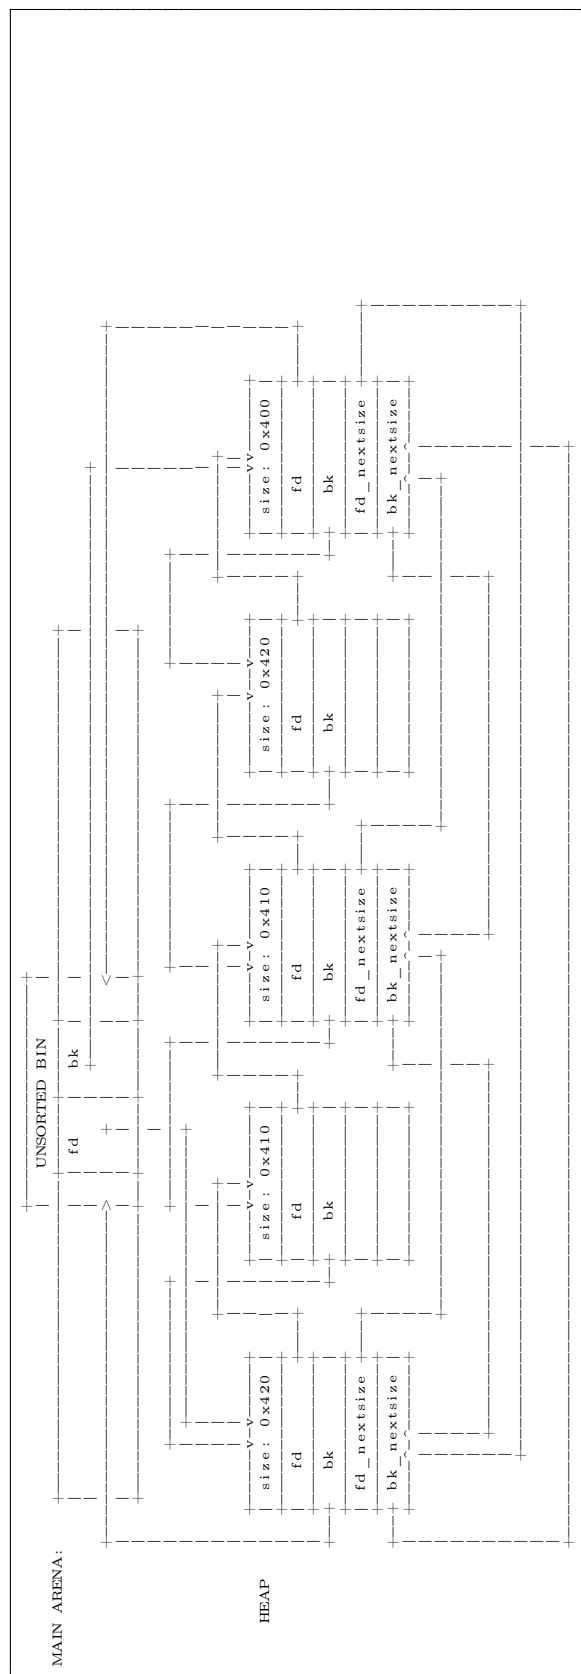 UNSORTED BIN
MAIN ARENA:
fd bk
HEAP size: 0x420 size: 0x410 size: 0x410 size: 0x420 size: 0x400
fd fd fd fd fd
bk bk bk bk bk
fd_nextsize fd_nextsize fd_nextsize
bk_nextsize bk_nextsize bk_nextsize